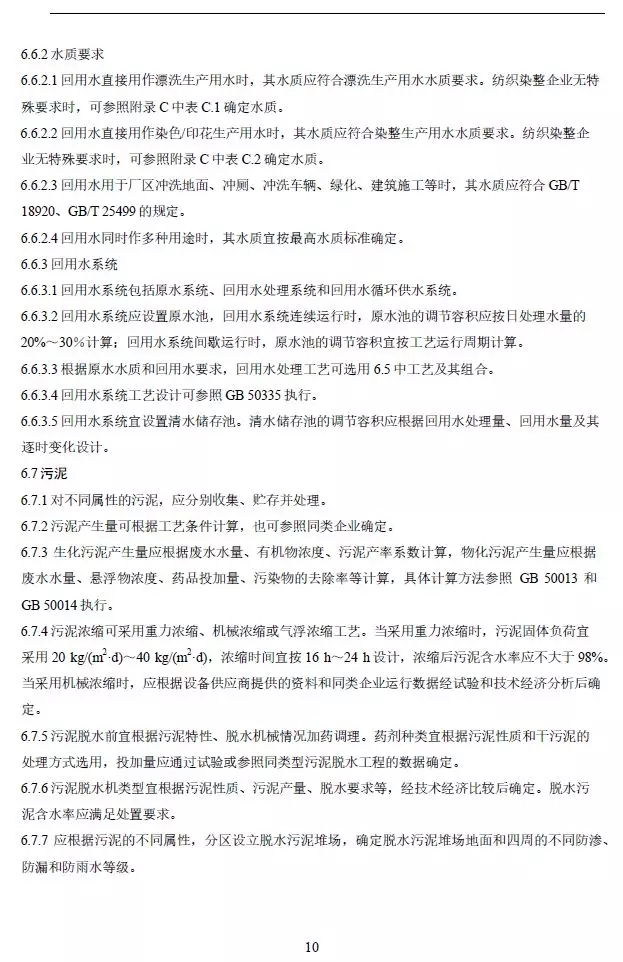 6.6.2 水质要求
6.6.2.1 回用水直接用作漂洗生产用水时，其水质应符合漂洗生产用水水质要求。纺织染整企业无特
殊要求时，可参照附录 C 中表 C.1 确定水质。
6.6.2.2 回用水直接用作染色/印花生产用水时，其水质应符合染整生产用水水质要求。纺织染整企
业无特殊要求时，可参照附录 C 中表 C.2 确定水质。
6.6.2.3 回用水用于厂区冲洗地面、冲厕、冲洗车辆、绿化、建筑施工等时，其水质应符合 GB/T
18920、GB/T 25499 的规定。
6.6.2.4 回用水同时作多种用途时，其水质宜按最高水质标准确定。
6.6.3 回用水系统
6.6.3.1 回用水系统包括原水系统、回用水处理系统和回用水循环供水系统。
6.6.3.2 回用水系统应设置原水池，回用水系统连续运行时，原水池的调节容积应按日处理水量的
20%～30%计算；回用水系统间歇运行时，原水池的调节容积宜按工艺运行周期计算。
6.6.3.3 根据原水水质和回用水要求，回用水处理工艺可选用 6.5 中工艺及其组合。
6.6.3.4 回用水系统工艺设计可参照 GB 50335 执行。
6.6.3.5 回用水系统宜设置清水储存池。清水储存池的调节容积应根据回用水处理量、回用水量及其
逐时变化设计。
6.7 污泥
6.7.1 对不同属性的污泥，应分别收集、贮存并处理。
6.7.2 污泥产生量可根据工艺条件计算，也可参照同类企业确定。
6.7.3 生化污泥产生量应根据废水水量、有机物浓度、污泥产率系数计算，物化污泥产生量应根据
废水水量、悬浮物浓度、药品投加量、污染物的去除率等计算，具体计算方法参照 GB 50013 和
GB 50014 执行。
6.7.4 污泥浓缩可采用重力浓缩、机械浓缩或气浮浓缩工艺。当采用重力浓缩时，污泥固体负荷宜
采用 20 kg/(m²·d)～40 kg/(m²·d)，浓缩时间宜按 16 h～24 h 设计，浓缩后污泥含水率应不大于 98%。
当采用机械浓缩时，应根据设备供应商提供的资料和同类企业运行数据经试验和技术经济分析后确
定。
6.7.5 污泥脱水前宜根据污泥特性、脱水机械情况加药调理。药剂种类宜根据污泥性质和干污泥的
处理方式选用，投加量应通过试验或参照同类型污泥脱水工程的数据确定。
6.7.6 污泥脱水机类型宜根据污泥性质、污泥产量、脱水要求等，经技术经济比较后确定。脱水污
泥含水率应满足处置要求。
6.7.7 应根据污泥的不同属性，分区设立脱水污泥堆场，确定脱水污泥堆场地面和四周的不同防渗、
防漏和防雨水等级。
10